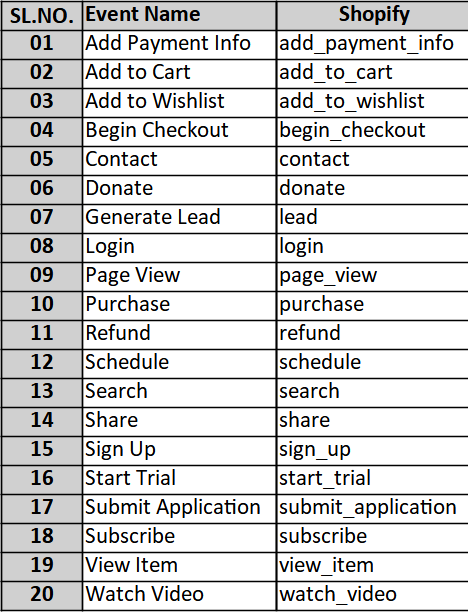 SL.NO. Event Name Shopify
01 Add Payment Info add_payment_info
02 Add to Cart add_to_cart
03 Add to Wishlist add_to_wishlist
04 Begin Checkout begin_checkout
05 Contact contact
06 Donate donate
07 Generate Lead lead
08 Login login
09 Page View page_view
10 Purchase purchase
11 Refund refund
12 Schedule schedule
13 Search search
14 Share share
15 Sign Up sign_up
16 Start Trial start_trial
17 Submit Application submit_application
18 Subscribe subscribe
19 View Item view_item
20 Watch Video watch_video